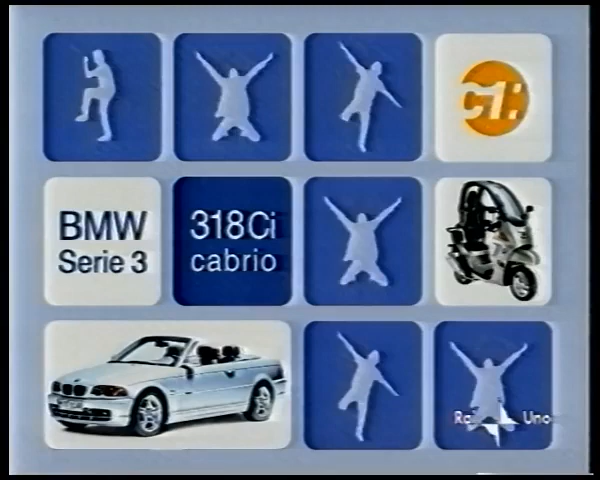 C1:
BMW
Serie 3
318Ci
cabrio
Rai Uno